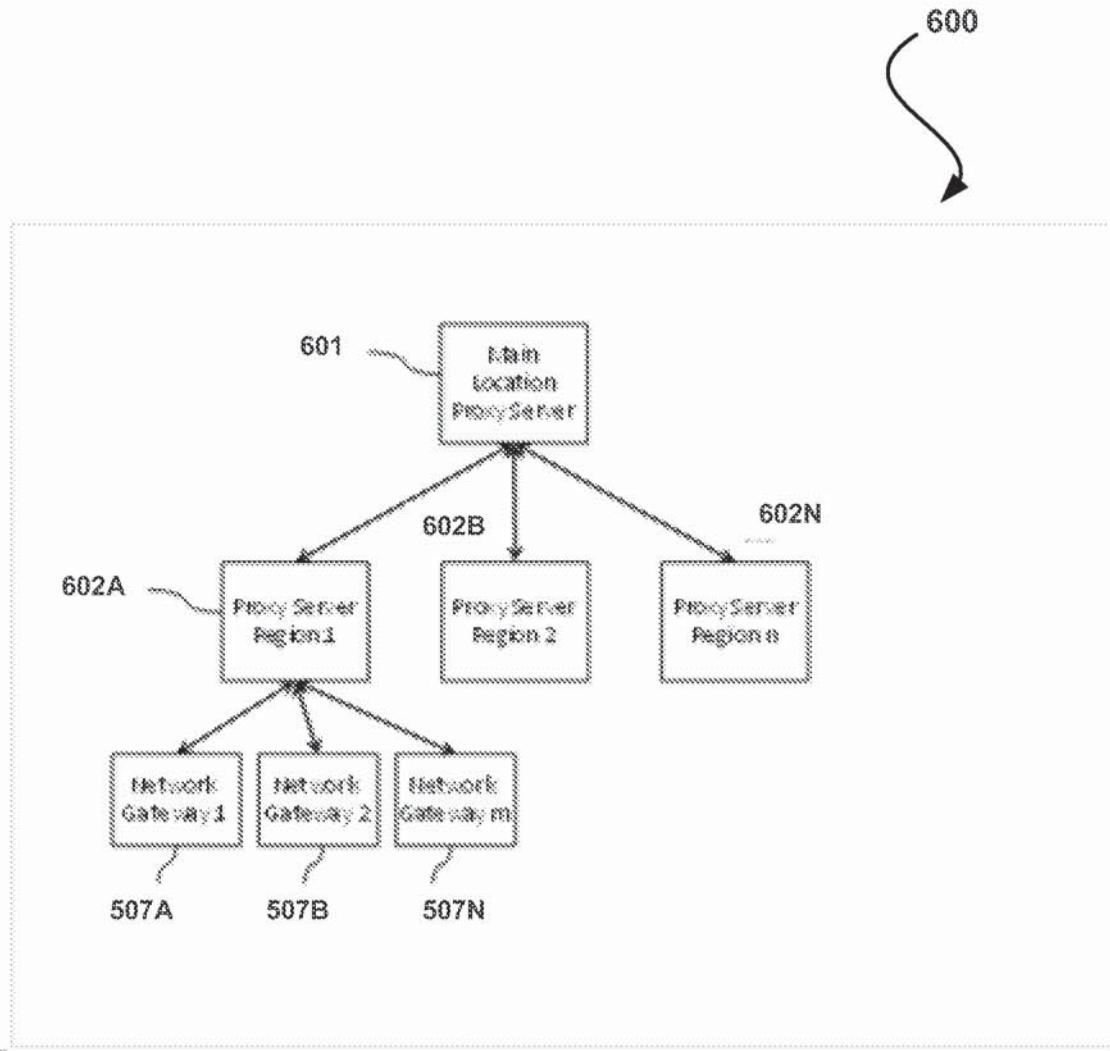 600
601
Main
Location
Proxy Server
602B
602N
602A
Proxy Server
Region 1
Proxy Server
Region 2
Proxy Server
Region n
Network
Gateway 1
Network
Gateway 2
Network
Gateway m
507A
507B
507N